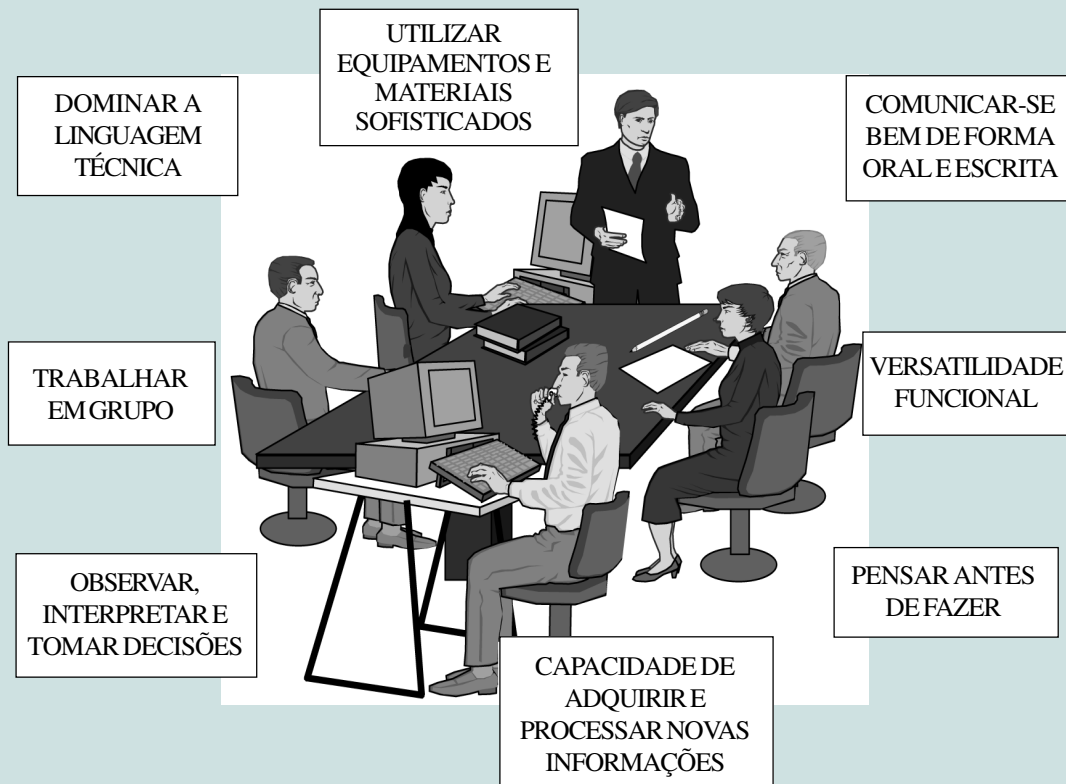 UTILIZAR
EQUIPAMENTOS E
MATERIAIS
SOFISTICADOS
DOMINAR A
LINGUAGEM
TÉCNICA
COMUNICAR-SE
BEM DE FORMA
ORAL E ESCRITA
TRABALHAR
EM GRUPO
VERSATILIDADE
FUNCIONAL
OBSERVAR,
INTERPRETAR E
TOMAR DECISÕES
PENSAR ANTES
DE FAZER
CAPACIDADE DE
ADQUIRIR E
PROCESSAR NOVAS
INFORMAÇÕES